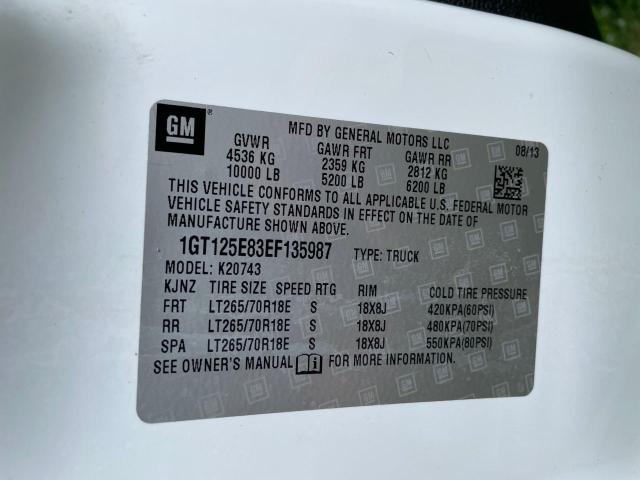 GM ®
MFD BY GENERAL MOTORS LLC 08/13
GVWR GAWR FRT GAWR RR
4536 KG 2359 KG 2812 KG
10000 LB 5200 LB 6200 LB
THIS VEHICLE CONFORMS TO ALL APPLICABLE U.S. FEDERAL MOTOR
VEHICLE SAFETY STANDARDS IN EFFECT ON THE DATE OF
MANUFACTURE SHOWN ABOVE.
1GT125E83EF135987 TYPE: TRUCK
MODEL: K20743
KJNZ TIRE SIZE SPEED RTG RIM COLD TIRE PRESSURE
FRT LT265/70R18E S 18X8J 420KPA(60PSI)
RR LT265/70R18E S 18X8J 480KPA(70PSI)
SPA LT265/70R18E S 18X8J 550KPA(80PSI)
SEE OWNER'S MANUAL FOR MORE INFORMATION.